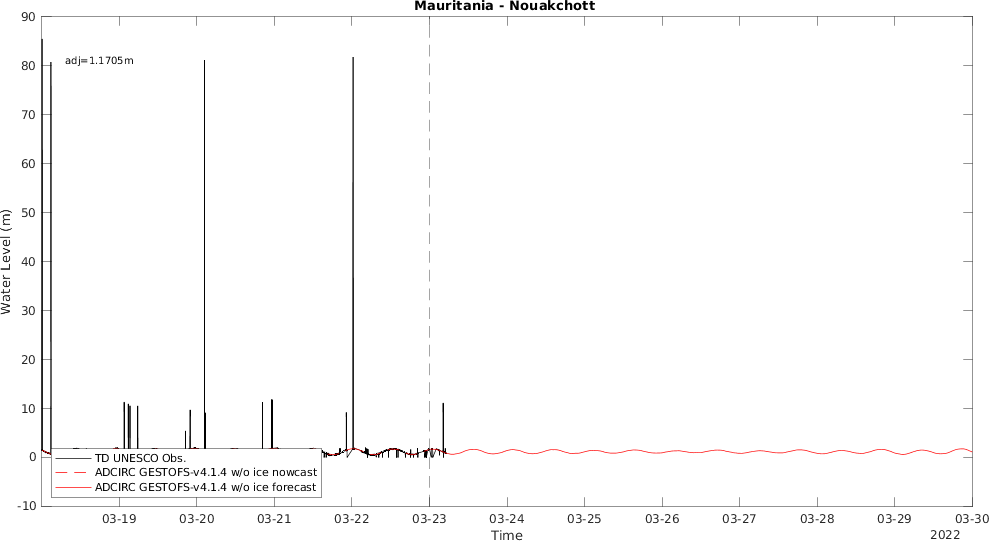 Mauritania - Nouakchott
90
80
70
60
50
40
30
20
10
0
-10
Water Level (m)
adj=1.1705m
TD UNESCO Obs.
ADCIRC GESTOFS-v4.1.4 w/o ice nowcast
ADCIRC GESTOFS-v4.1.4 w/o ice forecast
03-19 03-20 03-21 03-22 03-23 03-24 03-25 03-26 03-27 03-28 03-29 03-30
Time
2022